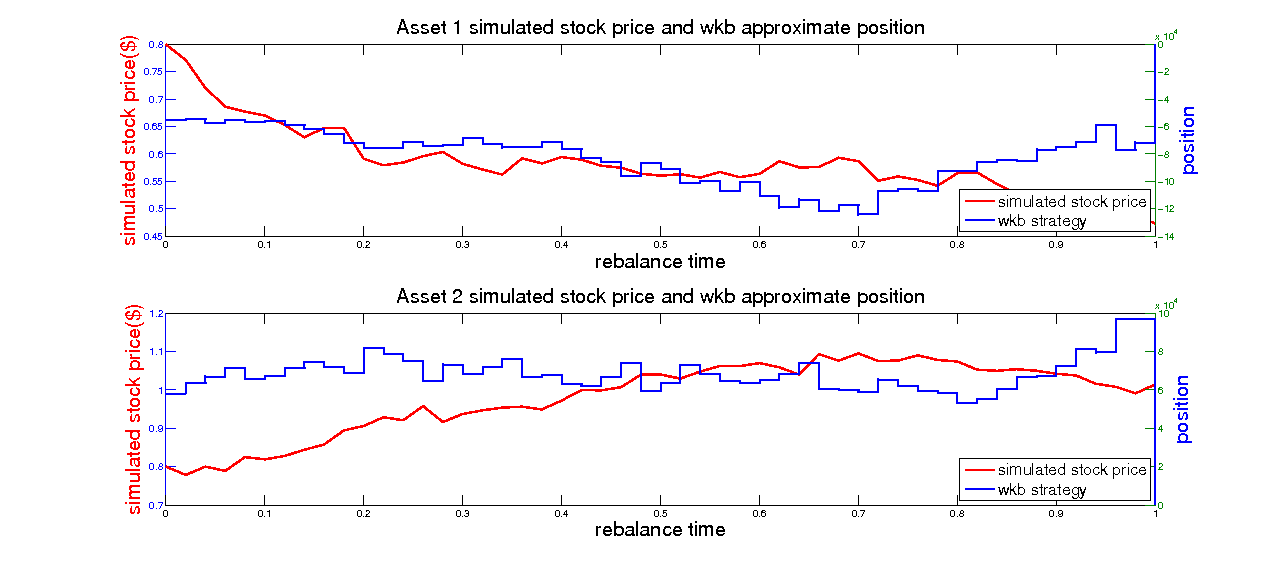 Asset 1 simulated stock price and wkb approximate position
x 10^4
simulated stock price($)
0.8
0.75
0.7
0.65
0.6
0.55
0.5
0.45
0
−2
−4
−6
−8
−10
−12
−14
position
simulated stock price
wkb strategy
0 0.1 0.2 0.3 0.4 0.5 0.6 0.7 0.8 0.9 1
rebalance time
Asset 2 simulated stock price and wkb approximate position
x 10^4
simulated stock price($)
1.2
1.1
1
0.9
0.8
0.7
10
8
6
4
2
0
position
simulated stock price
wkb strategy
0 0.1 0.2 0.3 0.4 0.5 0.6 0.7 0.8 0.9 1
rebalance time